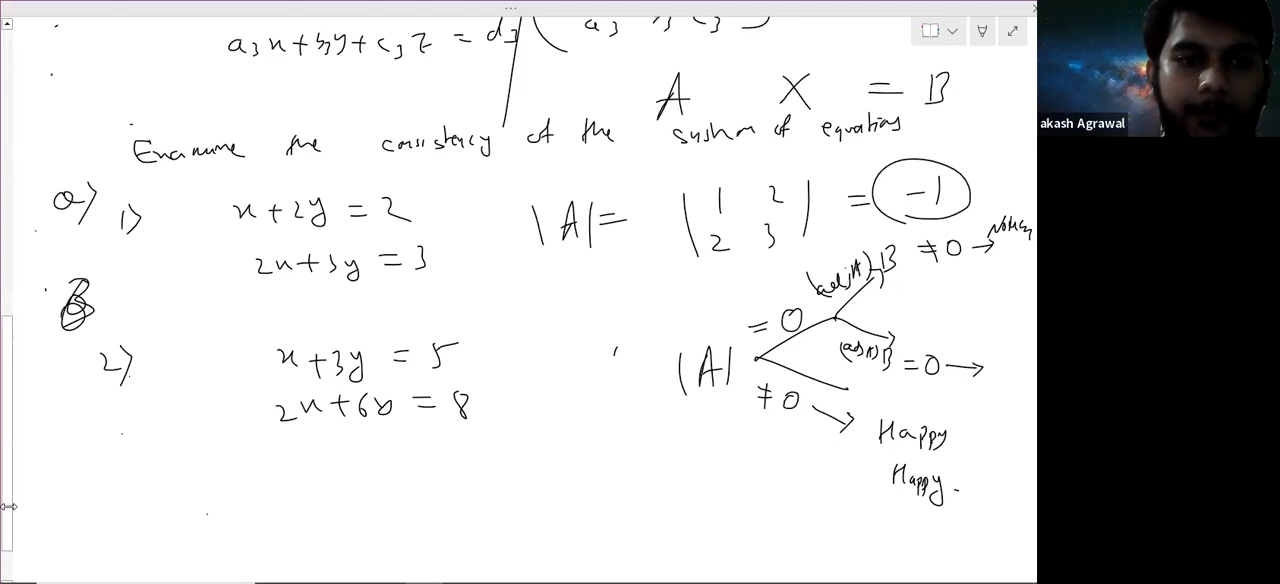 a₃x+b₃y+c₃z = d₃
a₃ c₃
A X = B
Examine the consistency of the system of equations
a) 1) x+2y = 2
2x+3y = 3
|A| = | 1 2 |
| 2 3 | = -1
2) x+3y = 5
2x+6y = 8
|A|
= 0
(adjA)B ≠0 →
(adjA)B = 0 →
≠0 →
Happy
Happy.
akash Agrawal